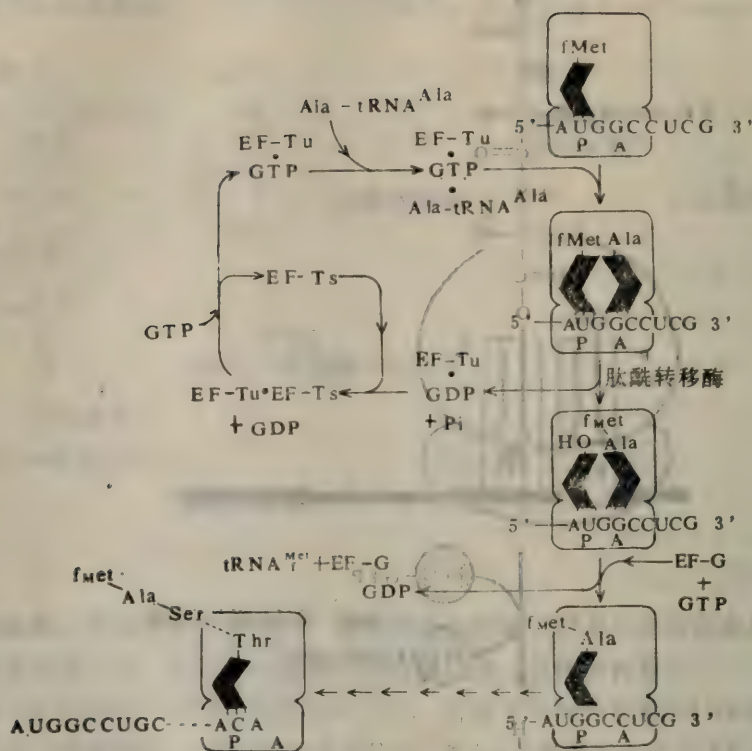 fMet
5'—AUGGCCUCG 3'
P A
Ala-tRNA^Ala
EF-Tu
GTP
EF-Tu
GTP
Ala-tRNA^Ala
fMet Ala
5'—AUGGCCUCG 3'
P A
EF-Ts
GTP
EF-Tu•EF-Ts
+ GDP
EF-Tu
GDP
+ Pi
肽酰转移酶
fMet
HO Ala
5'—AUGGCCUCG 3'
P A
EF-G
+
GTP
tRNA^Met_f+EF-G
GDP
fMet
Ala
5'—AUGGCCUCG 3'
P A
fMet
Ala
Ser
Thr
AUGGCCUGC----ACA
P A